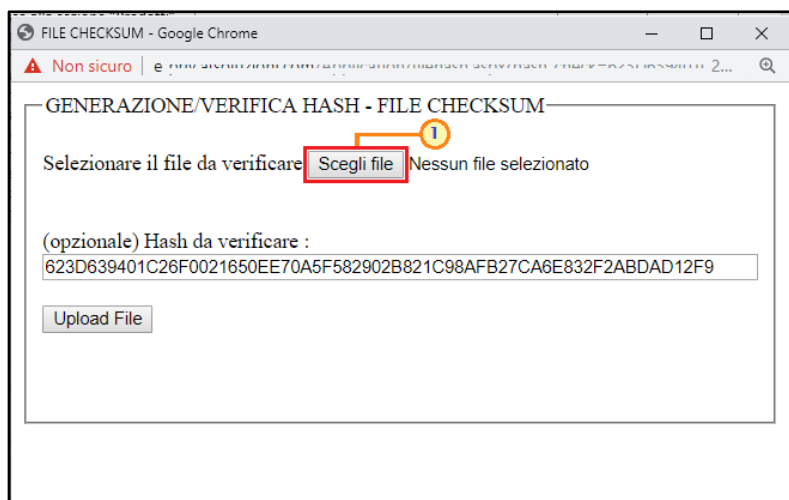 FILE CHECKSUM - Google Chrome
Non sicuro
GENERAZIONE/VERIFICA HASH - FILE CHECKSUM
1
Selezionare il file da verificare Scegli file Nessun file selezionato
(opzionale) Hash da verificare :
623D639401C26F0021650EE70A5F582902B821C98AFB27CA6E832F2ABDAD12F9
Upload File